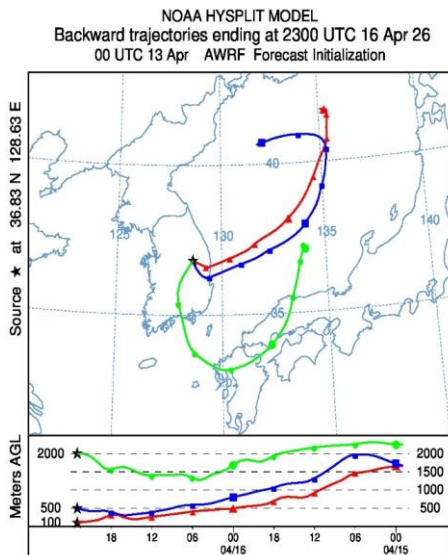 NOAA HYSPLIT MODEL
Backward trajectories ending at 2300 UTC 16 Apr 26
00 UTC 13 Apr AWRF Forecast Initialization
Source ★ at 36.83 N 128.63 E
40
125
130
135
140
35
Meters AGL
2000
500
100
2000
1500
1000
500
18 12 06 00 18 12 06 00
04/16 04/15